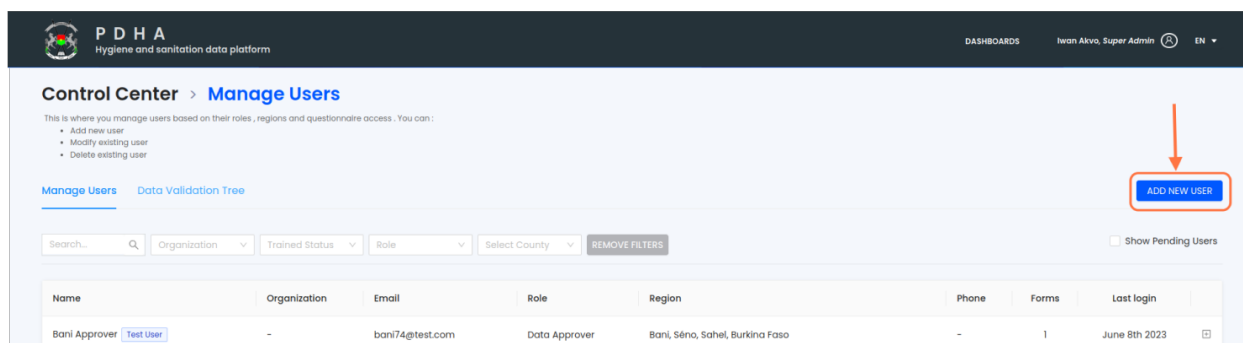 P D H A
Hygiene and sanitation data platform
DASHBOARDS
Iwan Akvo, Super Admin
EN
Control Center > Manage Users
This is where you manage users based on their roles , regions and questionnaire access . You can :
• Add new user
• Modify existing user
• Delete existing user
Manage Users Data Validation Tree
ADD NEW USER
Search... Organization Trained Status Role Select County REMOVE FILTERS Show Pending Users
Name Organization Email Role Region Phone Forms Last login
Bani Approver Test User - bani74@test.com Data Approver Bani, Séno, Sahel, Burkina Faso - 1 June 8th 2023